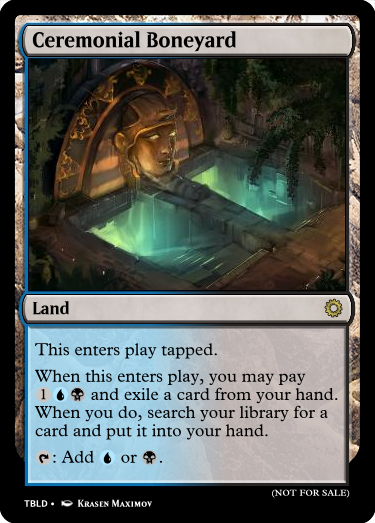 Ceremonial Boneyard
Land
This enters play tapped.
When this enters play, you may pay
1 and exile a card from your hand.
When you do, search your library for a
card and put it into your hand.
: Add or .
(NOT FOR SALE)
TBLD • Krasen Maximov